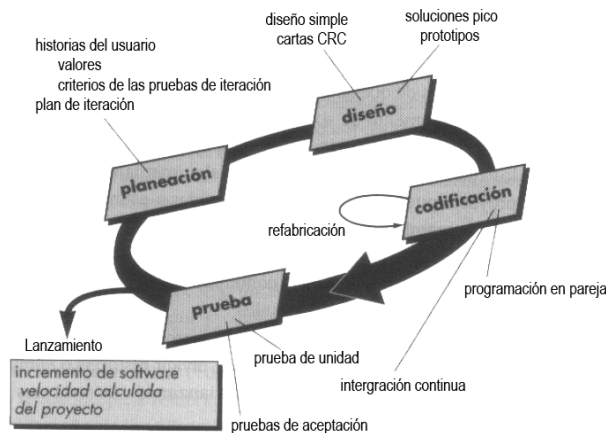 diseño simple
cartas CRC
soluciones pico
prototipos
historias del usuario
valores
criterios de las pruebas de iteración
plan de iteración
diseño
planeación
codificación
refabricación
programación en pareja
prueba
Lanzamiento
prueba de unidad
incremento de software
velocidad calculada
del proyecto
intergración continua
pruebas de aceptación